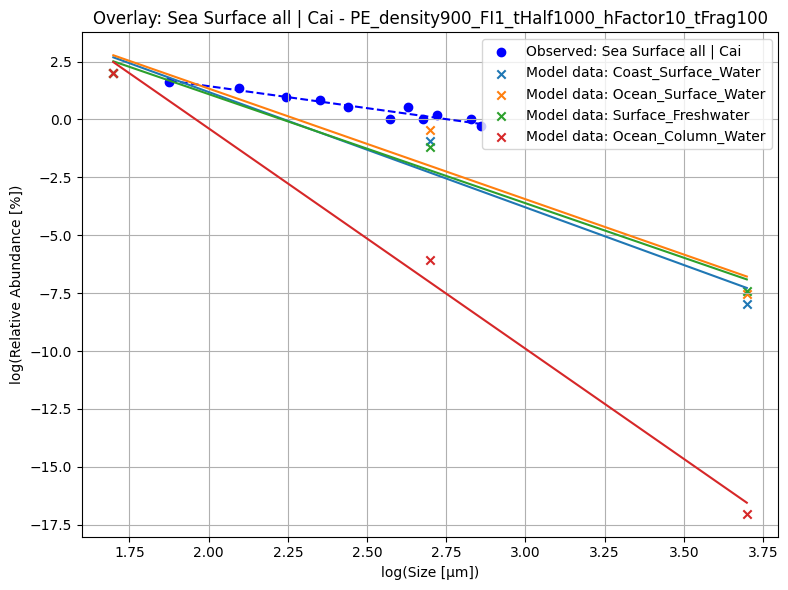 Overlay: Sea Surface all | Cai - PE_density900_FI1_tHalf1000_hFactor10_tFrag100
Observed: Sea Surface all | Cai
Model data: Coast_Surface_Water
Model data: Ocean_Surface_Water
Model data: Surface_Freshwater
Model data: Ocean_Column_Water
log(Relative Abundance [%])
2.5
0.0
−2.5
−5.0
−7.5
−10.0
−12.5
−15.0
−17.5
1.75 2.00 2.25 2.50 2.75 3.00 3.25 3.50 3.75
log(Size [μm])